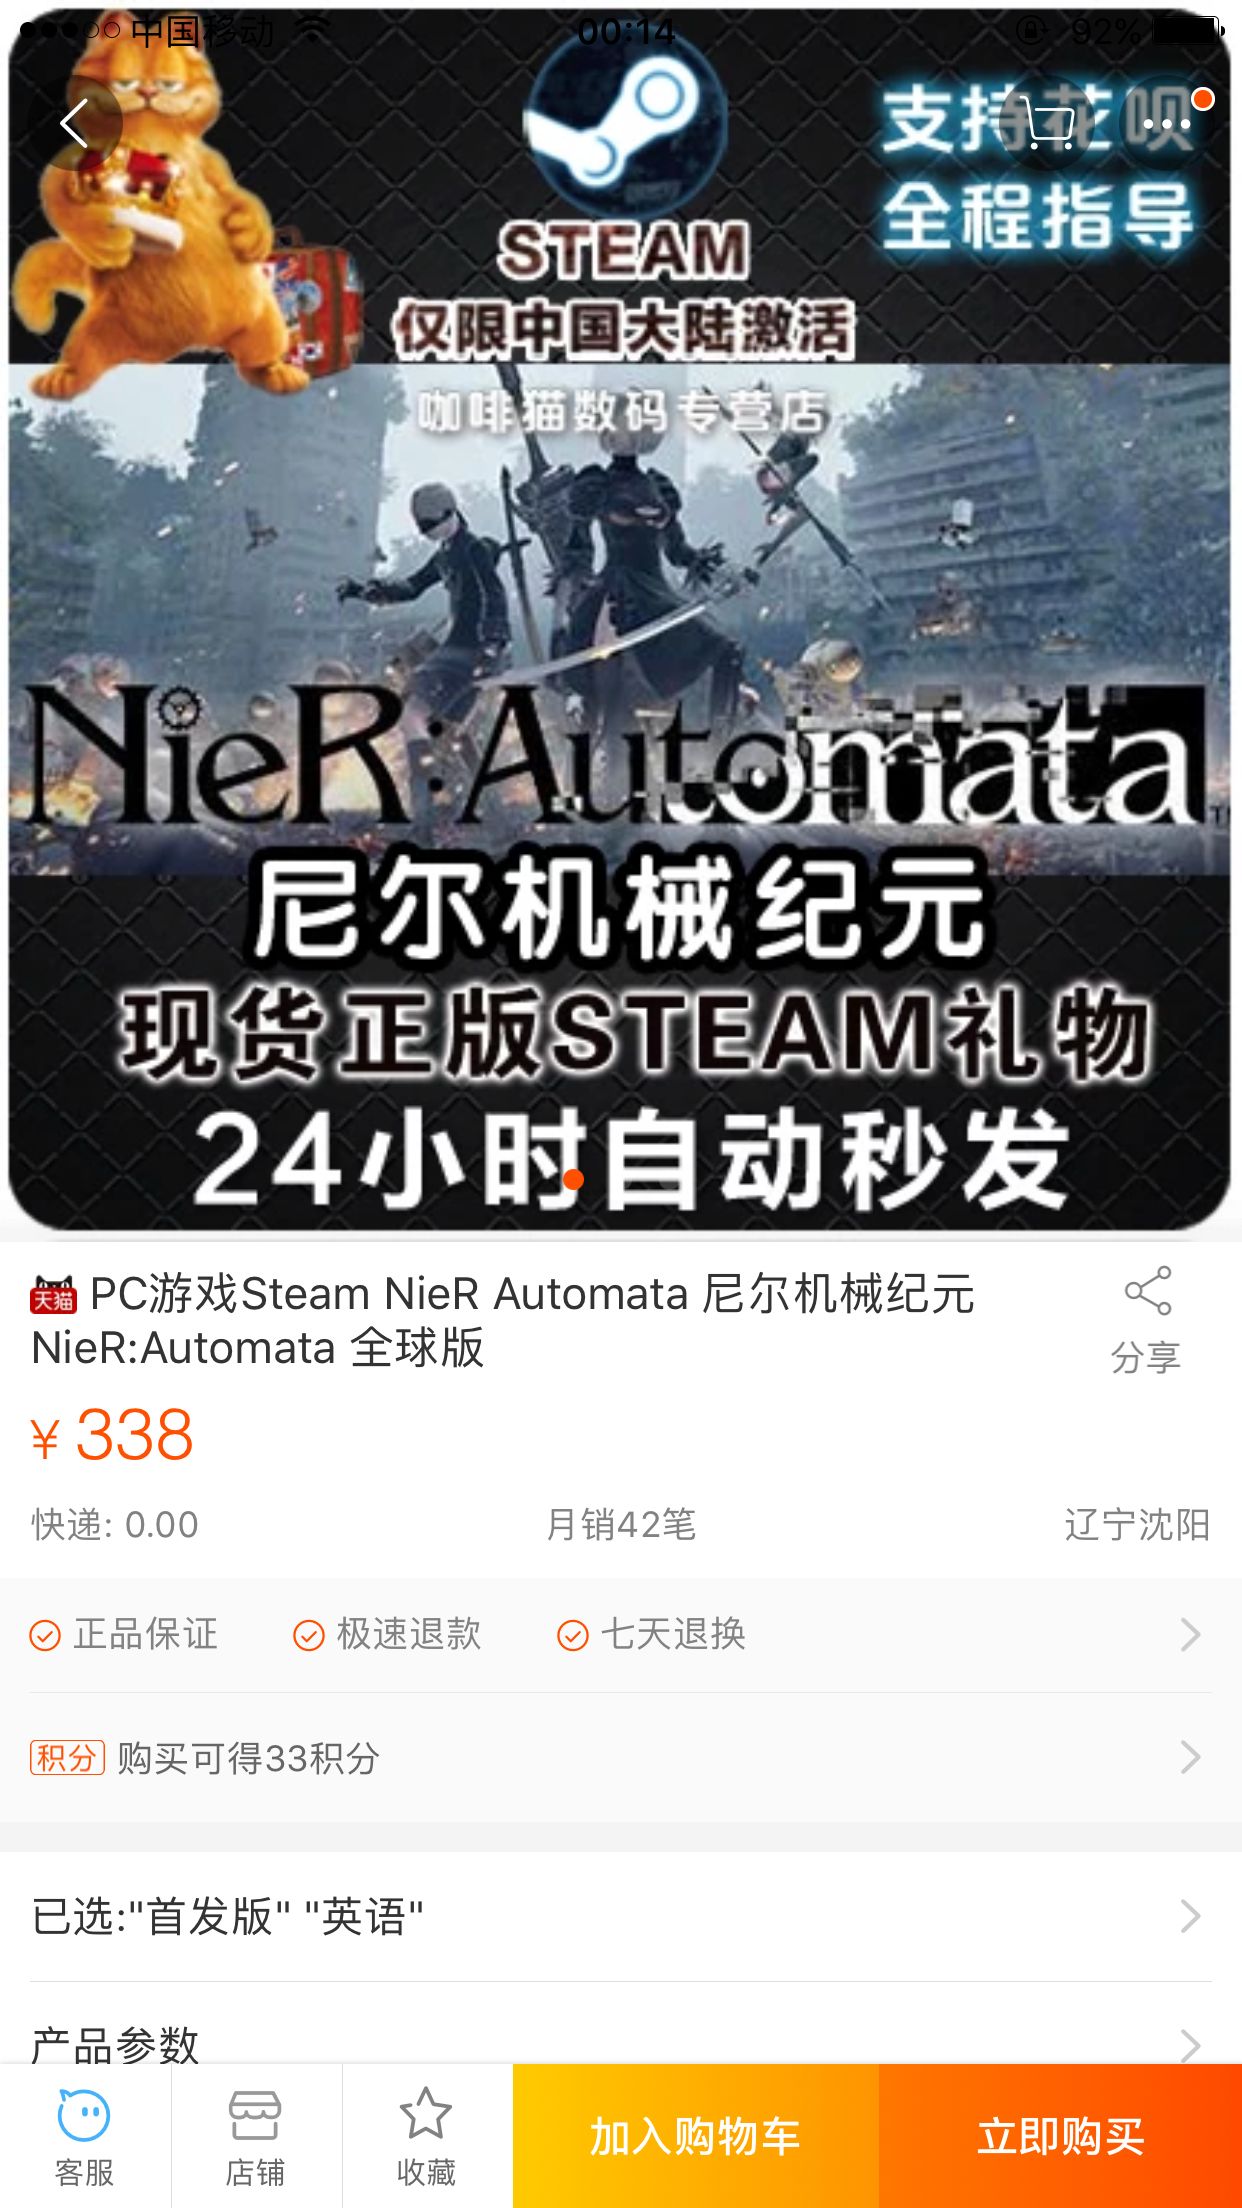 中国移动
00:14
92%
支持花呗
全程指导
STEAM
仅限中国大陆激活
咖啡猫数码专营店
NieR:Automata
尼尔机械纪元
现货正版STEAM礼物
24小时自动秒发
天猫 PC游戏Steam NieR Automata 尼尔机械纪元
NieR:Automata 全球版
分享
¥ 338
快递: 0.00
月销42笔
辽宁沈阳
正品保证
极速退款
七天退换
积分 购买可得33积分
已选:"首发版" "英语"
产品参数
客服
店铺
收藏
加入购物车
立即购买